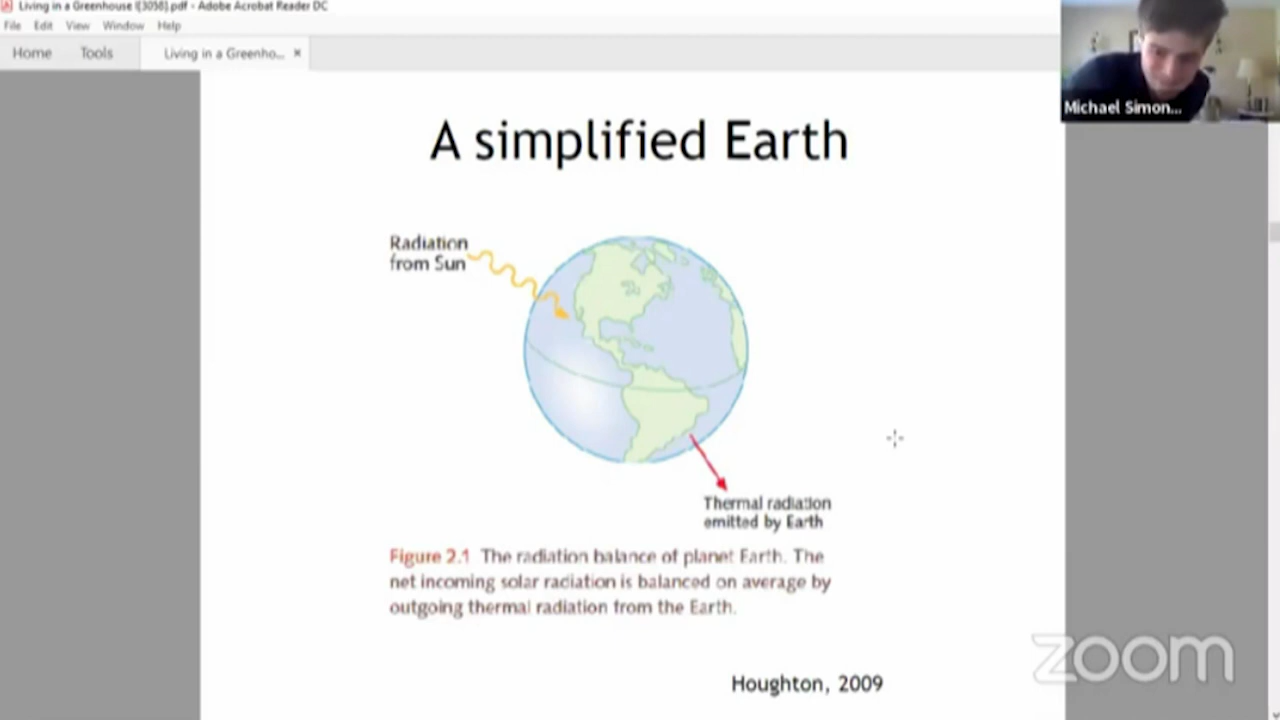 Living in a Greenhouse I[3058].pdf - Adobe Acrobat Reader DC
File Edit View Window Help
Home Tools Living in a Greenho... ×
Michael Simon...
A simplified Earth
Radiation
from Sun
Thermal radiation
emitted by Earth
Figure 2.1 The radiation balance of planet Earth. The
net incoming solar radiation is balanced on average by
outgoing thermal radiation from the Earth.
Houghton, 2009
zoom